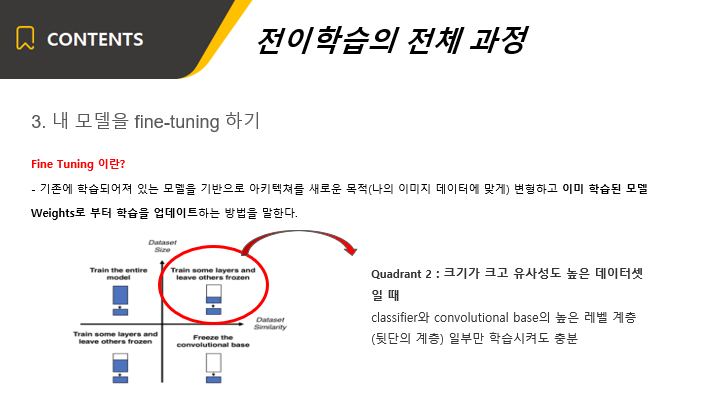 CONTENTS
전이학습의 전체 과정
3. 내 모델을 fine-tuning 하기
Fine Tuning 이란?
- 기존에 학습되어져 있는 모델을 기반으로 아키텍쳐를 새로운 목적(나의 이미지 데이터에 맞게) 변형하고 이미 학습된 모델
Weights로 부터 학습을 업데이트하는 방법을 말한다.
Dataset
Size
Train the entire
model
Train some layers and
leave others frozen
Dataset
Similarity
Train some layers and
leave others frozen
Freeze the
convolutional base
Quadrant 2 : 크기가 크고 유사성도 높은 데이터셋
일 때
classifier와 convolutional base의 높은 레벨 계층
(뒷단의 계층) 일부만 학습시켜도 충분